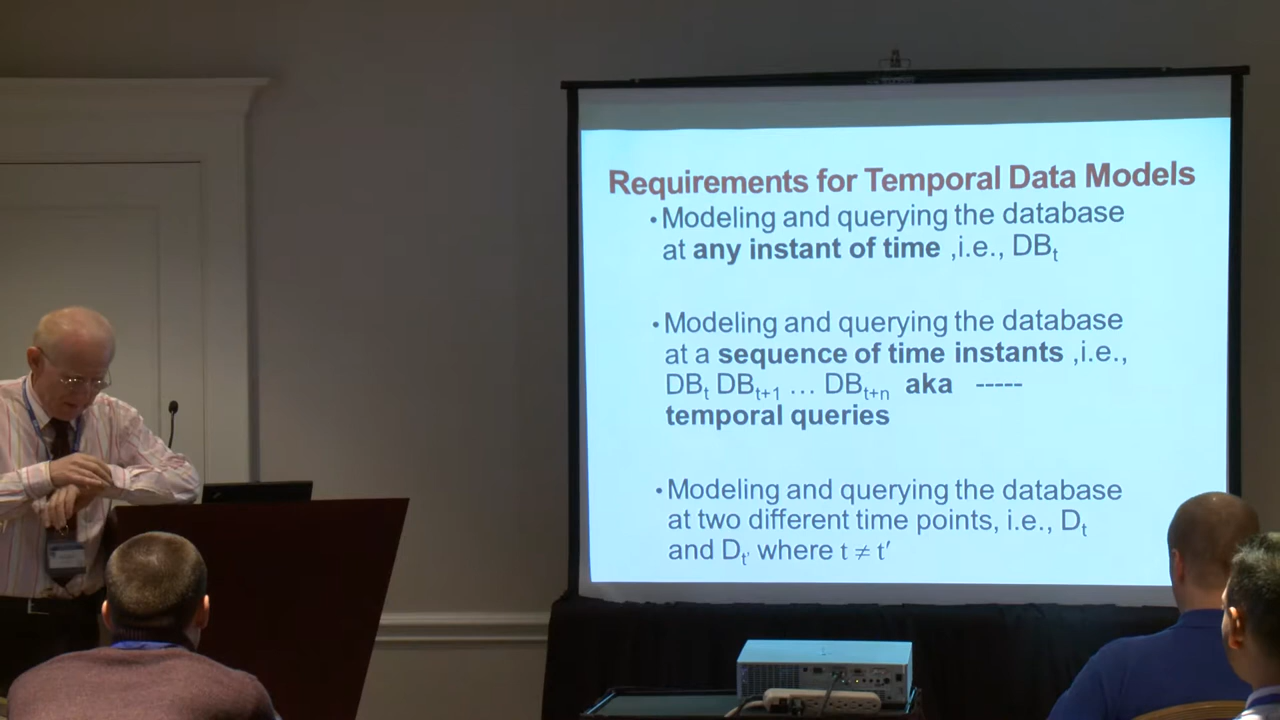 Requirements for Temporal Data Models
• Modeling and querying the database
at any instant of time ,i.e., DBt
• Modeling and querying the database
at a sequence of time instants ,i.e.,
DBt DBt+1 … DBt+n aka -----
temporal queries
• Modeling and querying the database
at two different time points, i.e., Dt
and Dt' where t ≠ t′